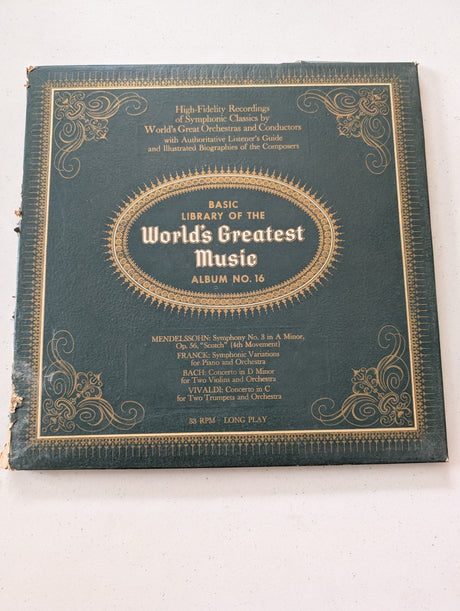 High-Fidelity Recordings
of Symphonic Classics by
World's Great Orchestras and Conductors
with Authoritative Listener's Guide
and Illustrated Biographies of the Composers
BASIC
LIBRARY OF THE
World's Greatest
Music
ALBUM NO. 16
MENDELSSOHN: Symphony No. 3 in A Minor,
Op. 56, "Scotch" (4th Movement)
FRANCK: Symphonic Variations
for Piano and Orchestra
BACH: Concerto in D Minor
for Two Violins and Orchestra
VIVALDI: Concerto in C
for Two Trumpets and Orchestra
33 RPM - LONG PLAY